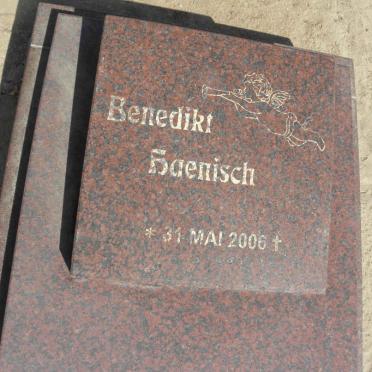 Benedikt
Haenisch
* 31 MAI 2006 †